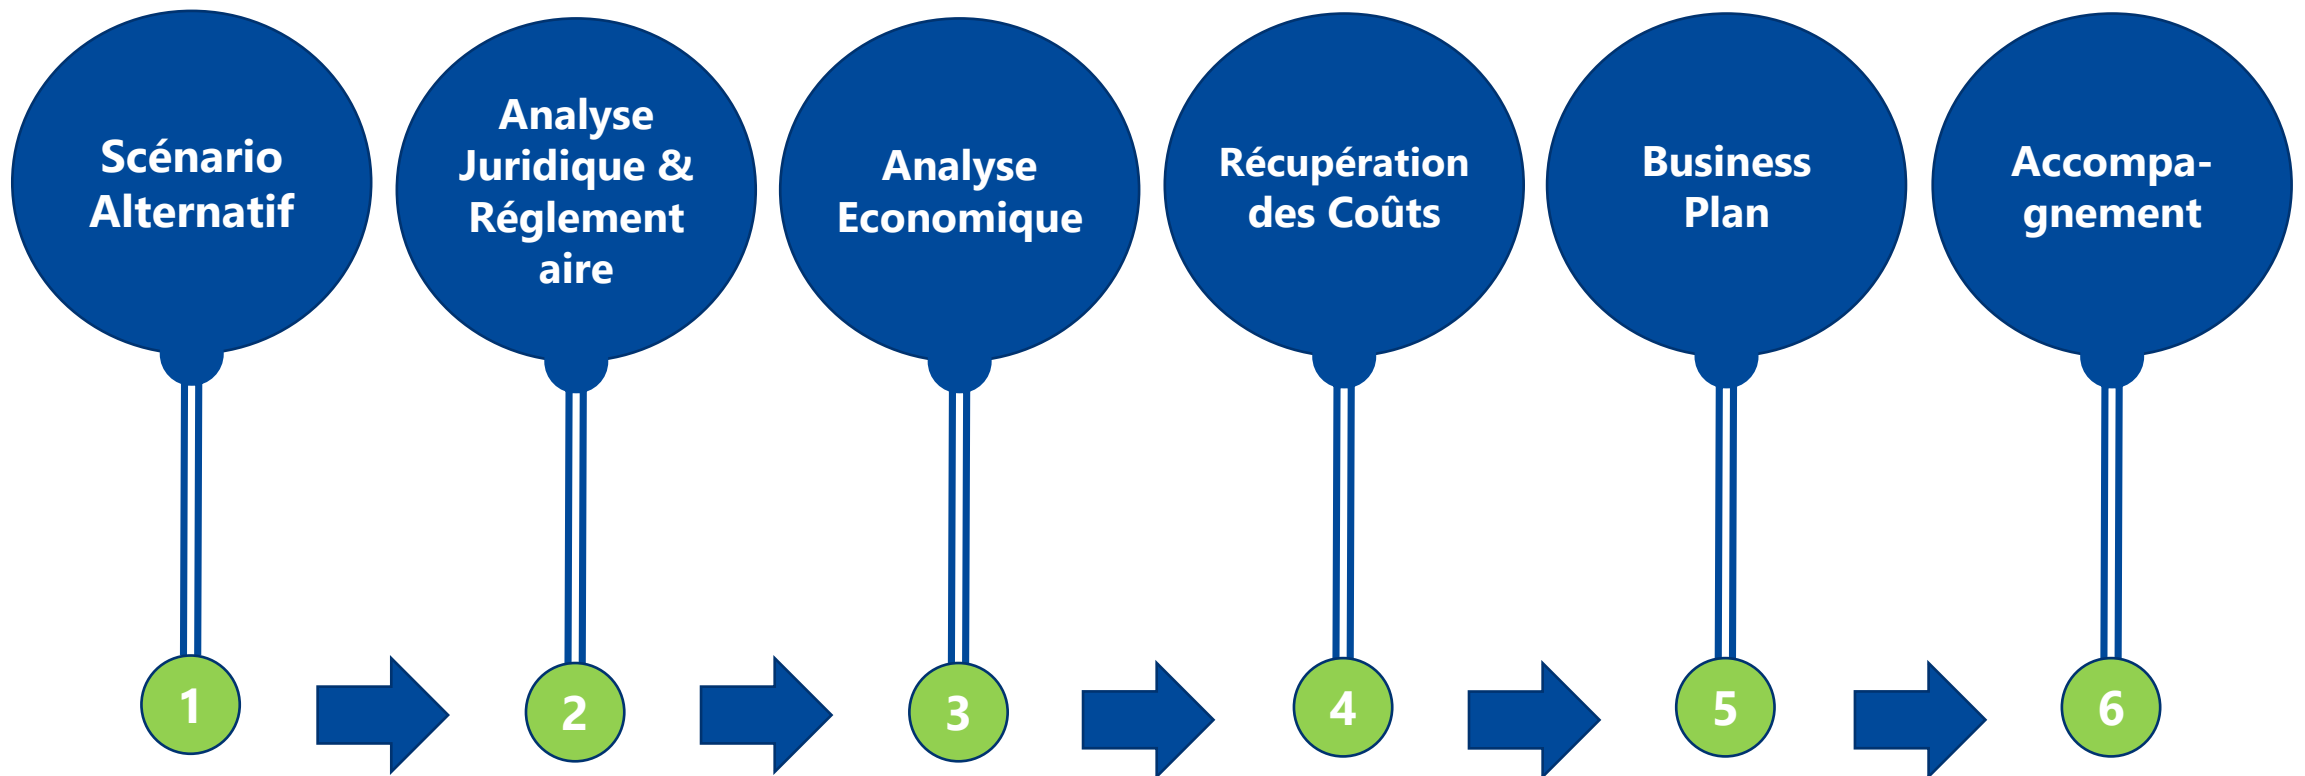 Scénario
Alternatif
Analyse
Juridique &
Réglement
aire
Analyse
Economique
Récupération
des Coûts
Business
Plan
Accompa-
gnement
1
2
3
4
5
6